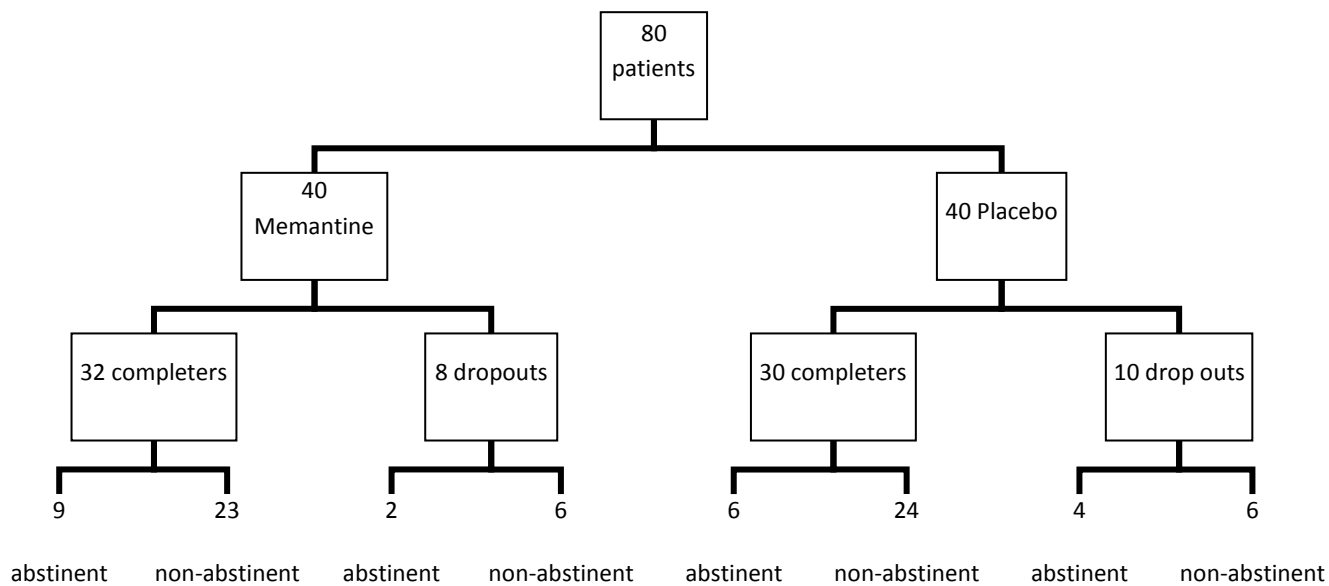 80
patients
40
Memantine
40 Placebo
32 completers
8 dropouts
30 completers
10 drop outs
9 23 2 6 6 24 4 6
abstinent non-abstinent abstinent non-abstinent abstinent non-abstinent abstinent non-abstinent